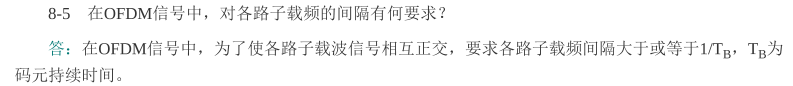 8-5 在OFDM信号中，对各路子载频的间隔有何要求？
答：在OFDM信号中，为了使各路子载波信号相互正交，要求各路子载频间隔大于或等于1/TB，TB为
码元持续时间。